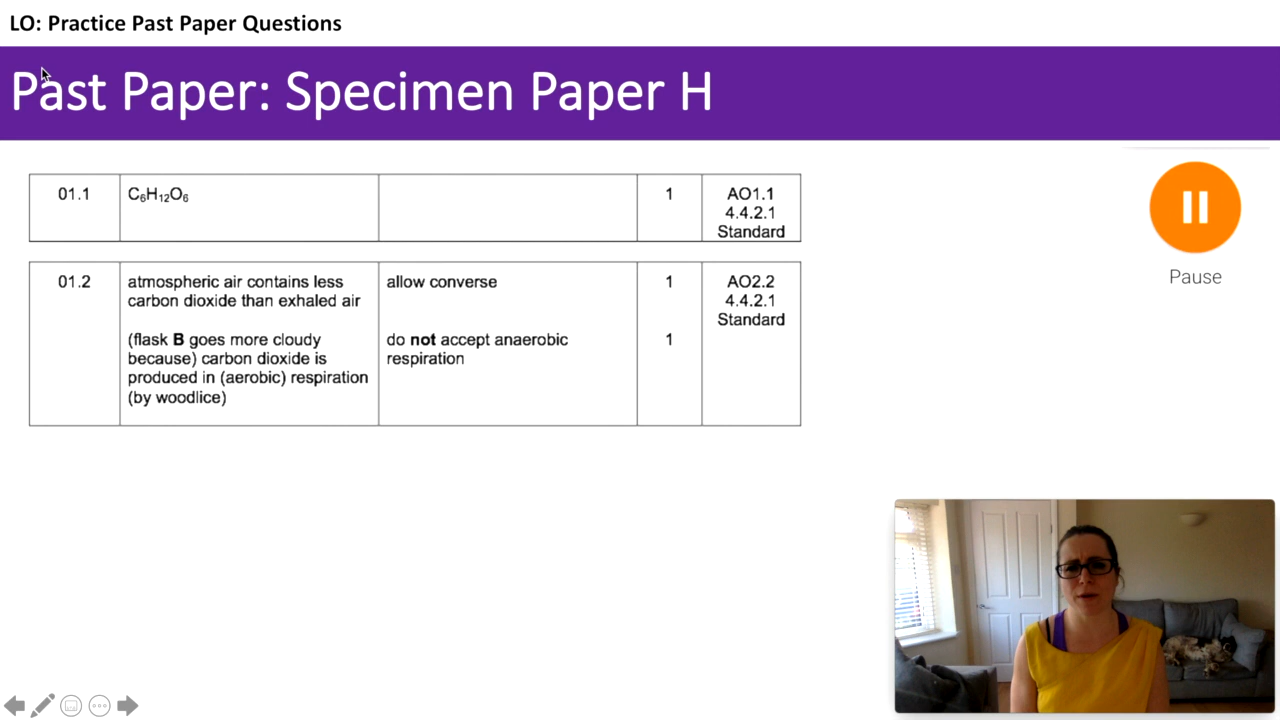 LO: Practice Past Paper Questions
Past Paper: Specimen Paper H
01.1
C₆H₁₂O₆
1
AO1.1
4.4.2.1
Standard
01.2
atmospheric air contains less
carbon dioxide than exhaled air
(flask B goes more cloudy
because) carbon dioxide is
produced in (aerobic) respiration
(by woodlice)
allow converse
do not accept anaerobic
respiration
1
1
AO2.2
4.4.2.1
Standard
Pause